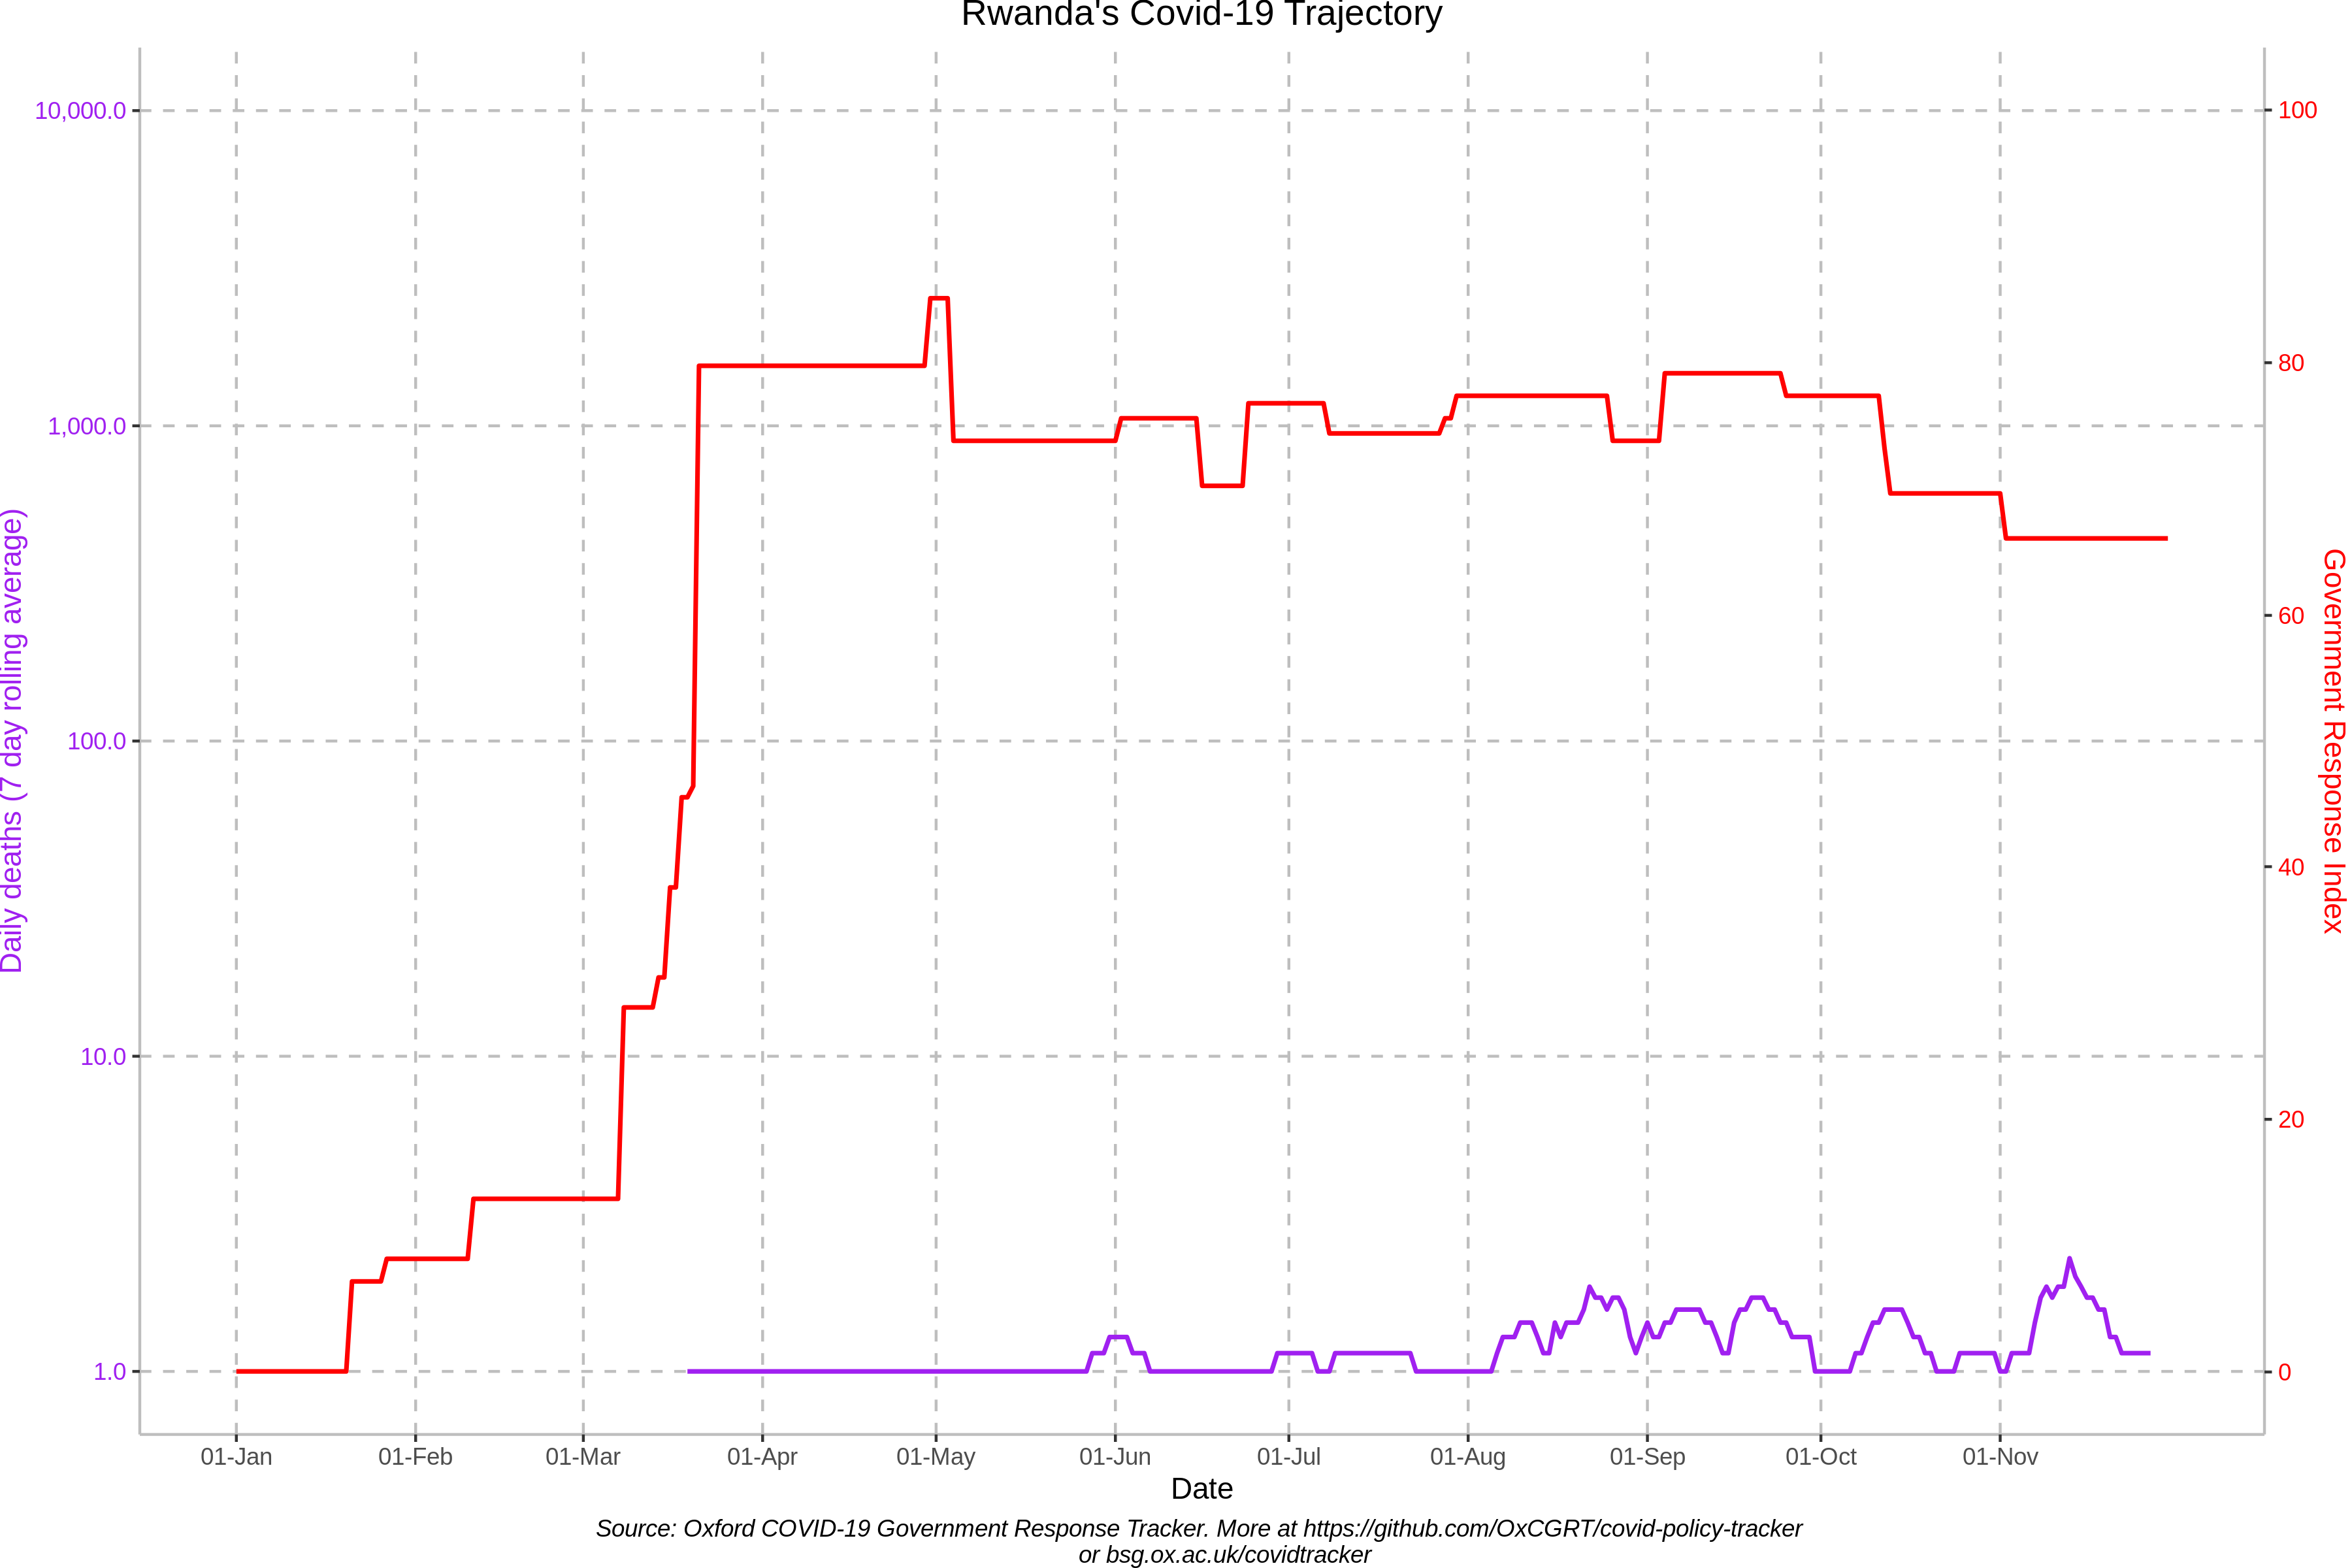 Rwanda's Covid-19 Trajectory
Daily deaths (7 day rolling average)
10,000.0
1,000.0
100.0
10.0
1.0
100
80
60
40
20
0
Government Response Index
01-Jan 01-Feb 01-Mar 01-Apr 01-May 01-Jun 01-Jul 01-Aug 01-Sep 01-Oct 01-Nov
Date
Source: Oxford COVID-19 Government Response Tracker. More at https://github.com/OxCGRT/covid-policy-tracker
or bsg.ox.ac.uk/covidtracker